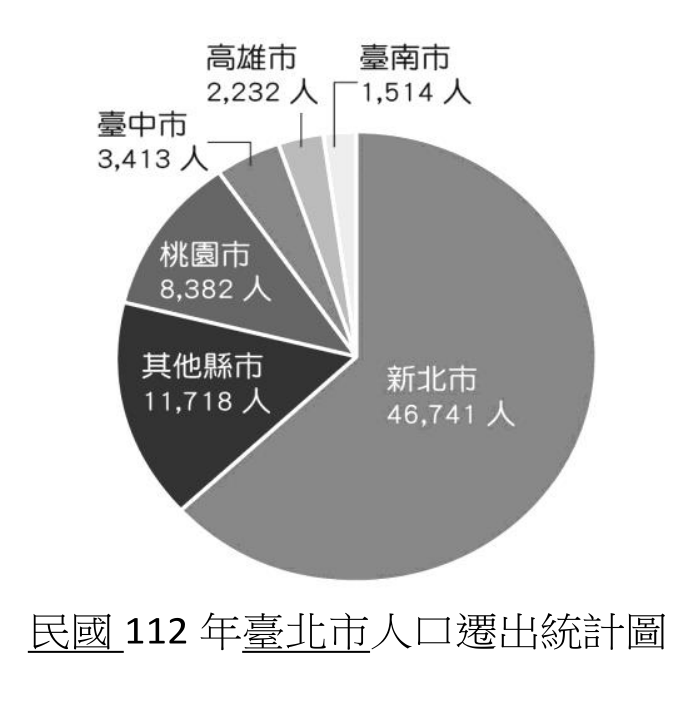 高雄市
2,232 人
臺南市
1,514 人
臺中市
3,413 人
桃園市
8,382 人
其他縣市
11,718 人
新北市
46,741 人
民國 112 年臺北市人口遷出統計圖